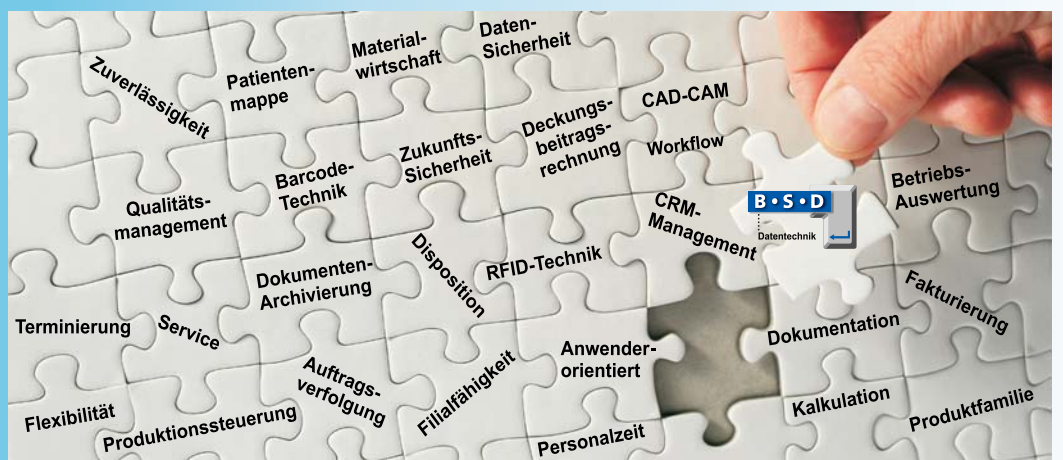 Zuverlässigkeit
Patienten-
mappe
Material-
wirtschaft
Daten-
Sicherheit
Qualitäts-
management
Barcode-
Technik
Zukunfts-
Sicherheit
Deckungs-
beitrags-
rechnung
CAD-CAM
Workflow
B•S•D
Datentechnik
Betriebs-
Auswertung
CRM-
Management
Dokumenten-
Archivierung
Disposition
RFID-Technik
Fakturierung
Terminierung
Service
Auftrags-
verfolgung
Filialfähigkeit
Anwender-
orientiert
Dokumentation
Flexibilität
Produktionssteuerung
Personalzeit
Kalkulation
Produktfamilie